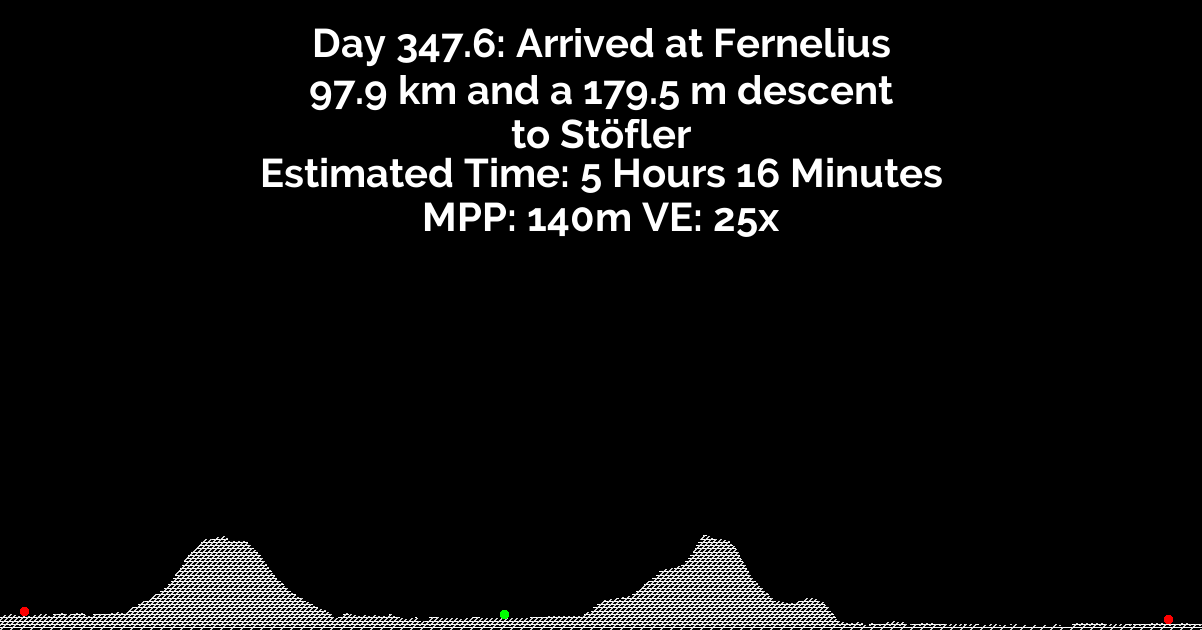 Day 347.6: Arrived at Fernelius
97.9 km and a 179.5 m descent
to Stöfler
Estimated Time: 5 Hours 16 Minutes
MPP: 140m VE: 25x